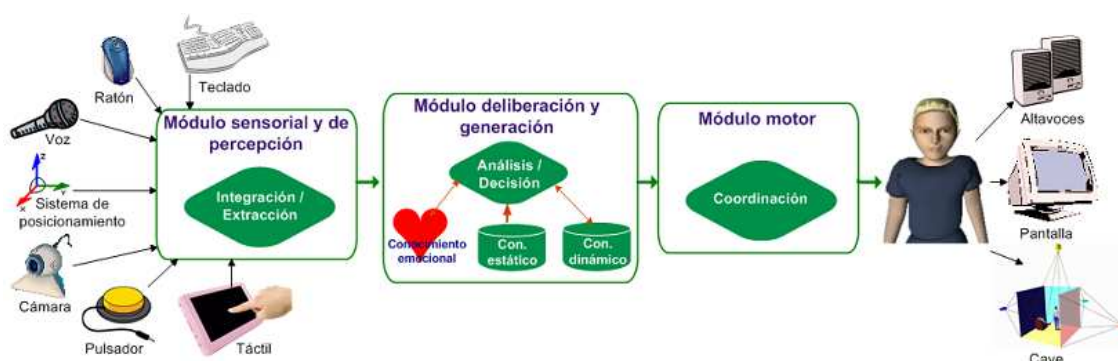 Teclado
Ratón
Voz
Sistema de
posicionamiento
Cámara
Pulsador
Táctil
Módulo sensorial y de
percepción
Integración /
Extracción
Módulo deliberación y
generación
Análisis /
Decisión
Conocimiento
emocional
Con.
estático
Con.
dinámico
Módulo motor
Coordinación
Altavoces
Pantalla
Cave